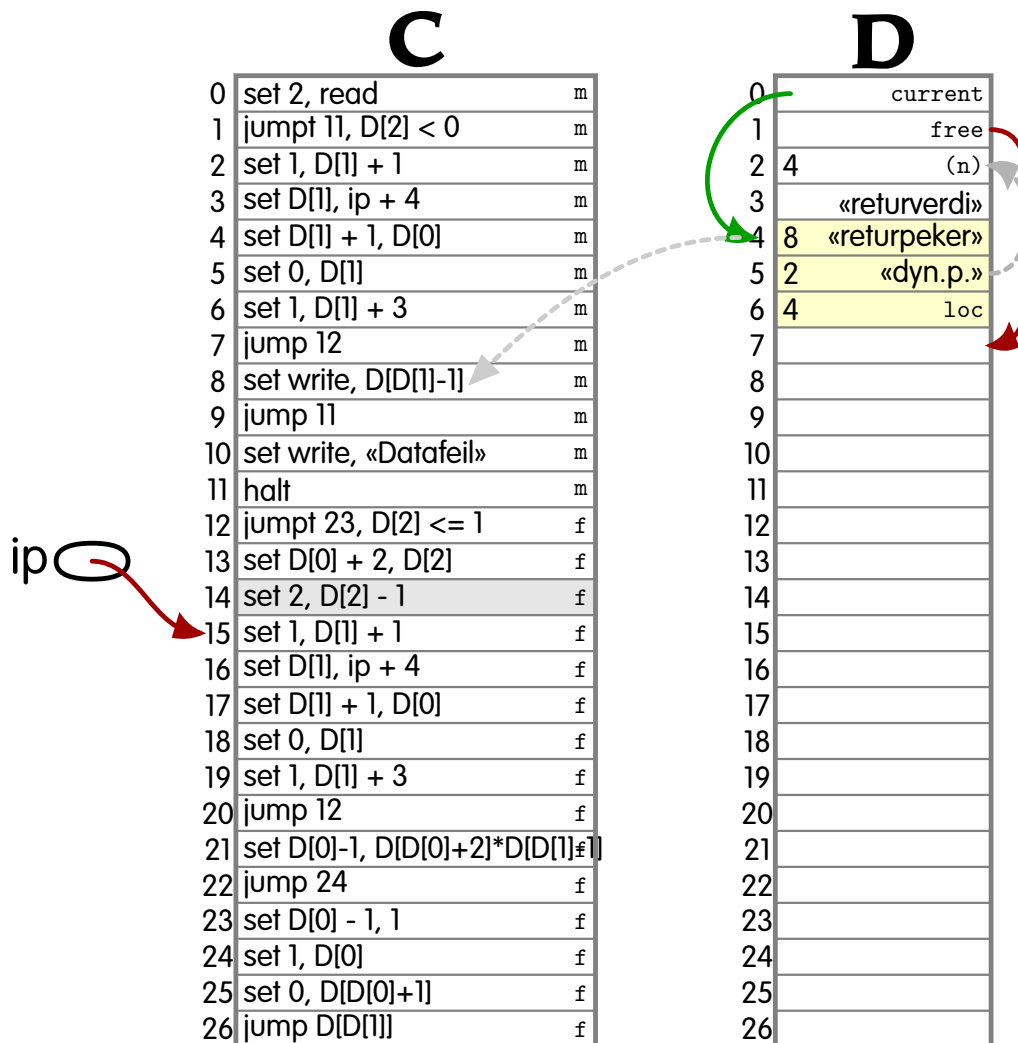 C D
0 set 2, read m 0 current
1 jumpt 11, D[2] < 0 m 1 free
2 set 1, D[1] + 1 m 2 4 (n)
3 set D[1], ip + 4 m 3 «returverdi»
4 set D[1] + 1, D[0] m 4 8 «returpeker»
5 set 0, D[1] m 5 2 «dyn.p.»
6 set 1, D[1] + 3 m 6 4 loc
7 jump 12 m 7
8 set write, D[D[1]-1] m 8
9 jump 11 m 9
10 set write, «Datafeil» m 10
11 halt m 11
12 jumpt 23, D[2] <= 1 f 12
ip 13 set D[0] + 2, D[2] f 13
14 set 2, D[2] - 1 f 14
15 set 1, D[1] + 1 f 15
16 set D[1], ip + 4 f 16
17 set D[1] + 1, D[0] f 17
18 set 0, D[1] f 18
19 set 1, D[1] + 3 f 19
20 jump 12 f 20
21 set D[0]-1, D[D[0]+2]*D[D[1]-1] f 21
22 jump 24 f 22
23 set D[0] - 1, 1 f 23
24 set 1, D[0] f 24
25 set 0, D[D[0]+1] f 25
26 jump D[D[1]] f 26